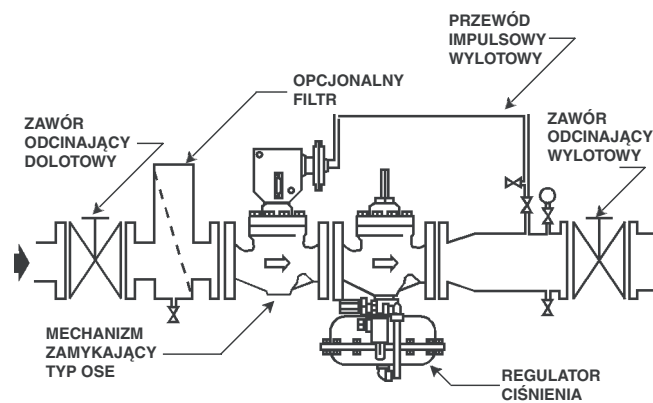 PRZEWÓD
IMPULSOWY
WYLOTOWY
OPCJONALNY
FILTR
ZAWÓR
ODCINAJĄCY
DOLOTOWY
ZAWÓR
ODCINAJĄCY
WYLOTOWY
MECHANIZM
ZAMYKAJĄCY
TYP OSE
REGULATOR
CIŚNIENIA